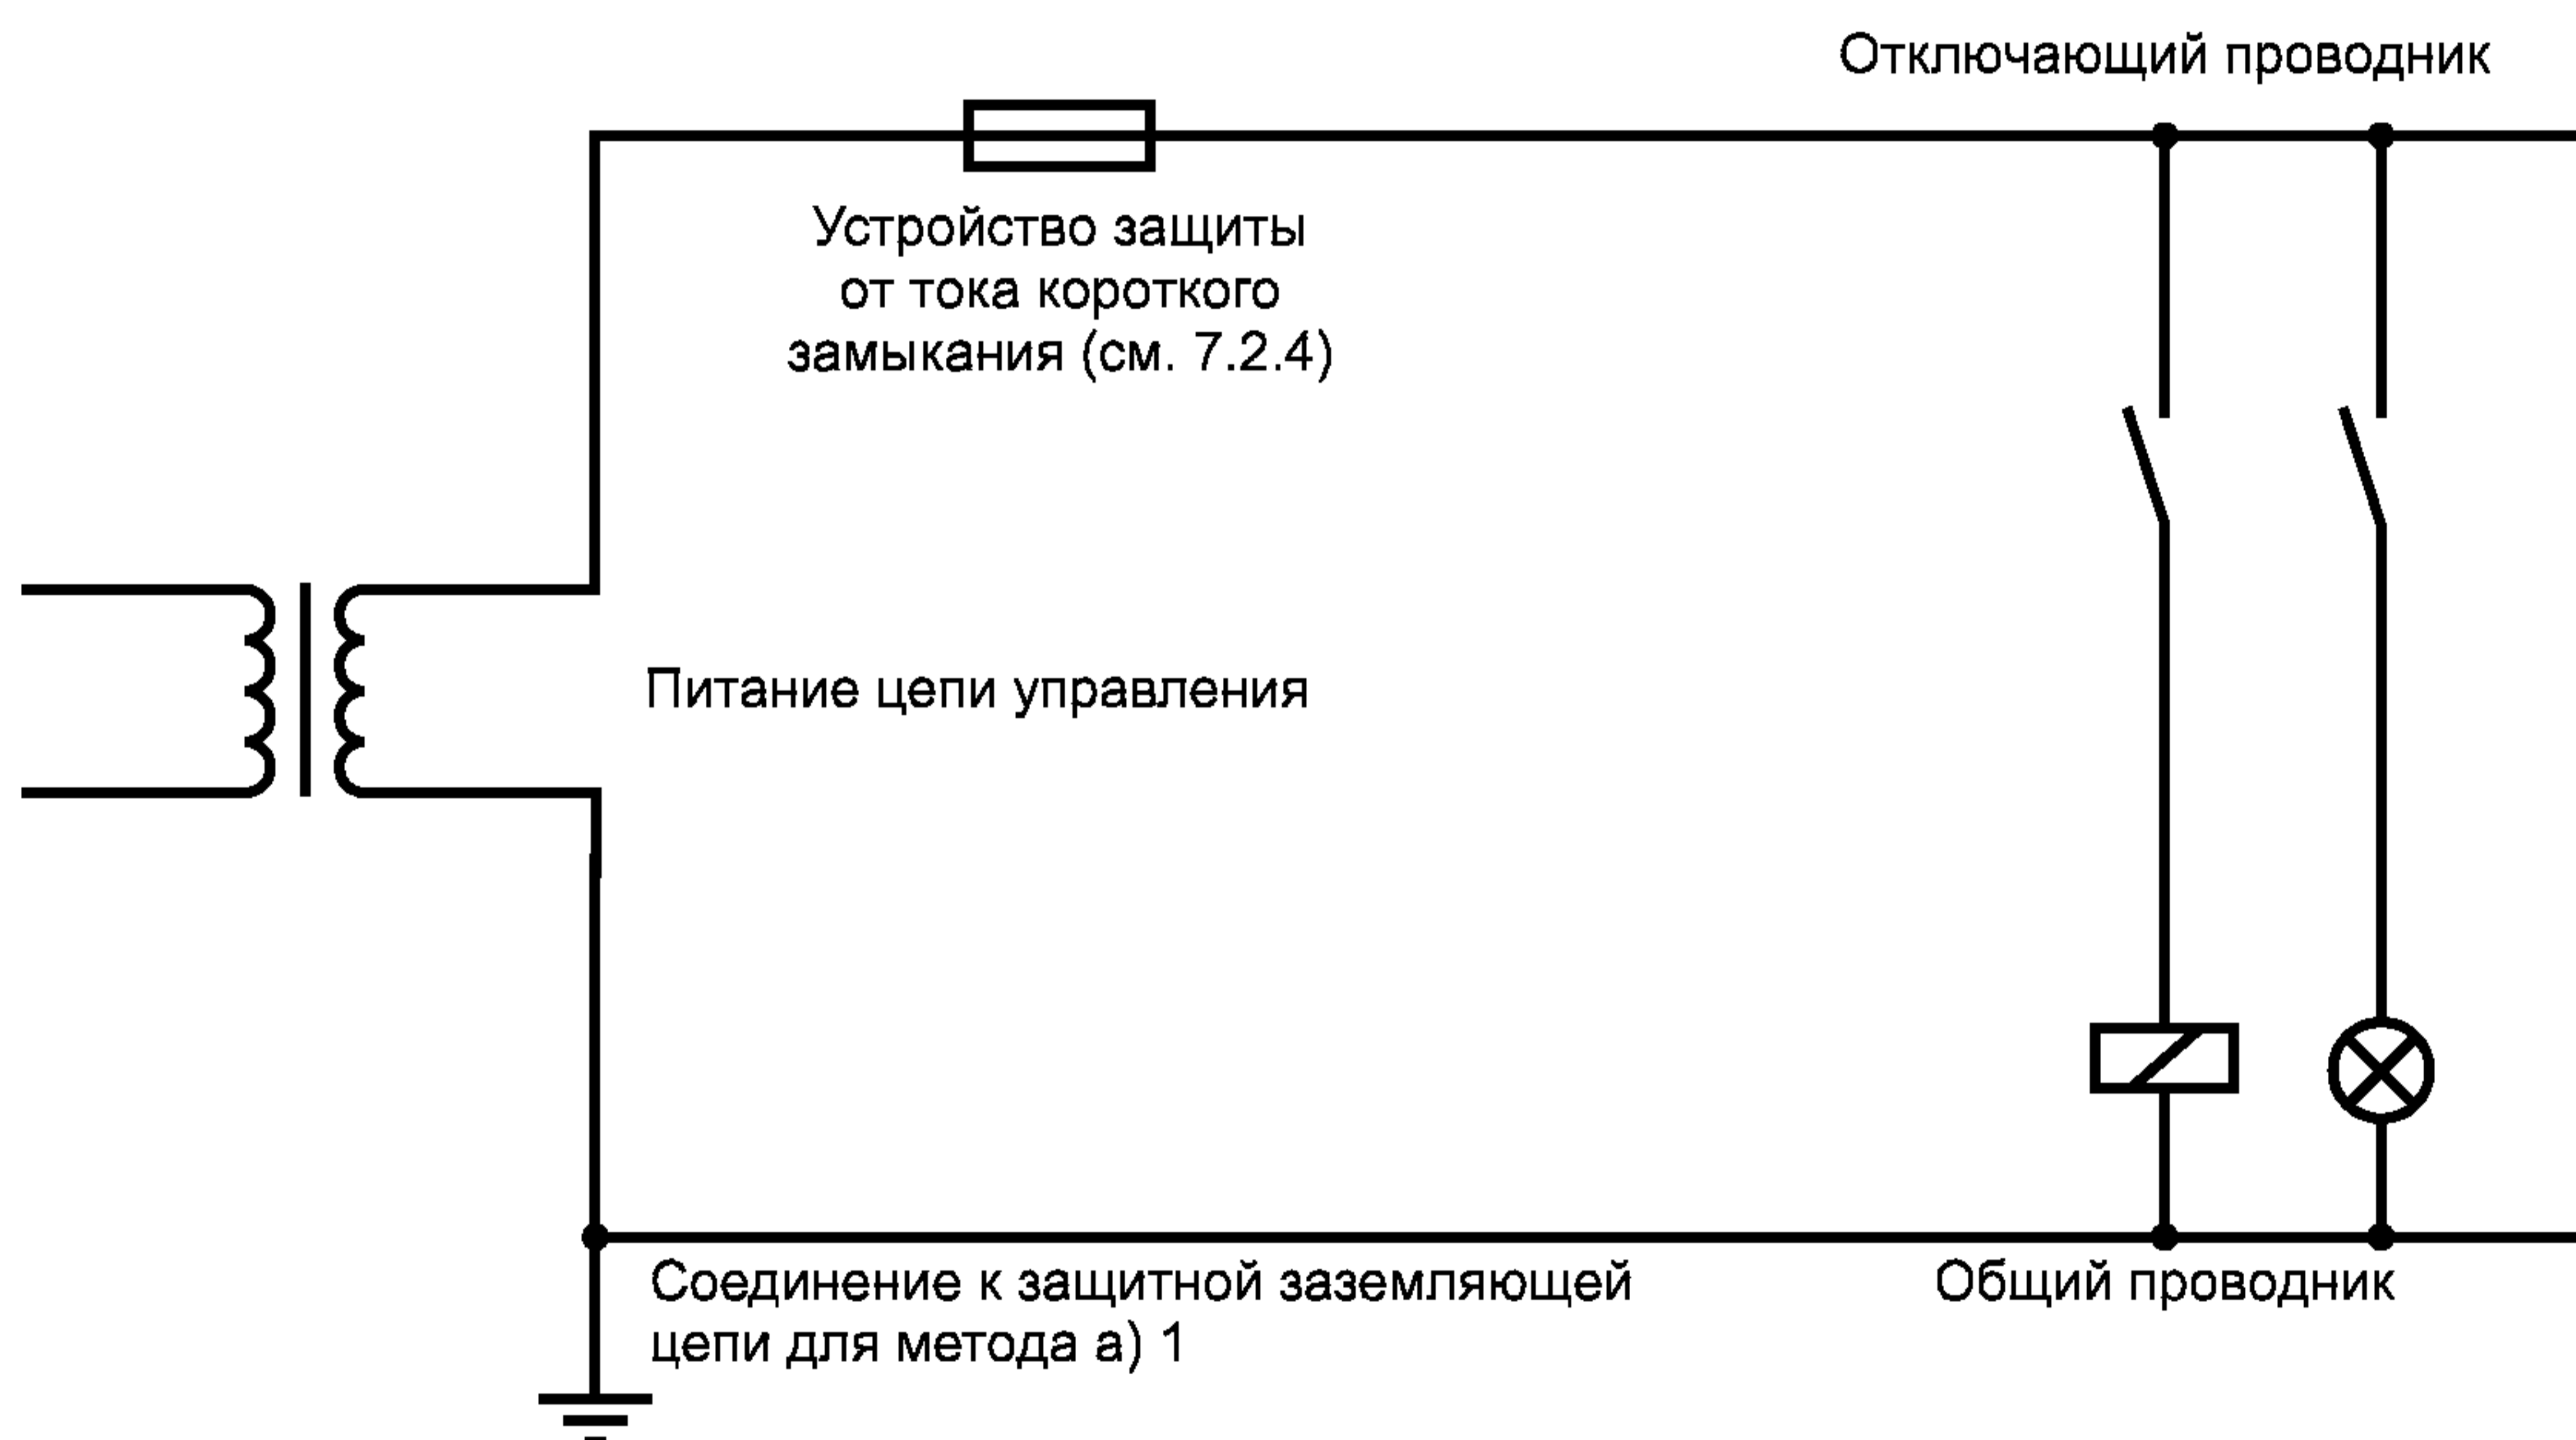 Отключающий проводник
Устройство защиты
от тока короткого
замыкания (см. 7.2.4)
Питание цепи управления
Соединение к защитной заземляющей
цепи для метода а) 1
Общий проводник